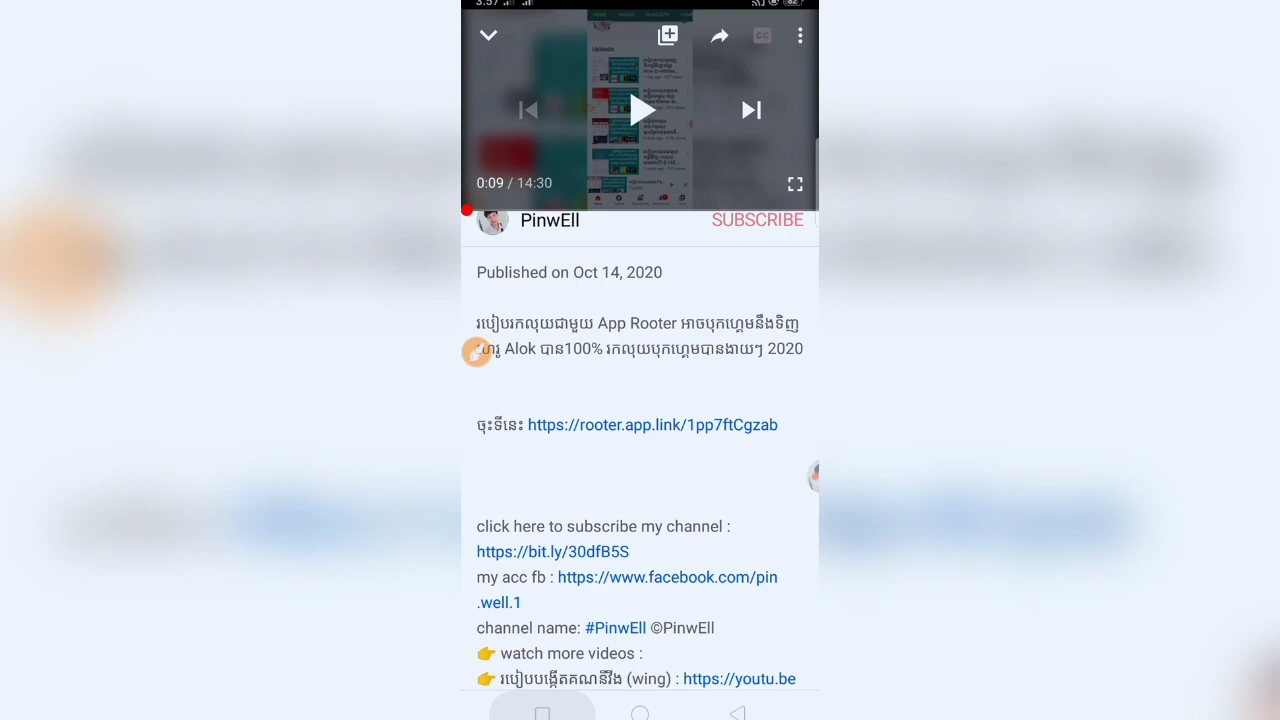 3:57
82
Uploads
0:09 / 14:30
PinwEll
SUBSCRIBE
Published on Oct 14, 2020
របៀបរកលុយជាមួយ App Rooter អាចបុកហ្គេមនឹងទិញ
Alok បាន100% រកលុយបុកហ្គេមបានងាយៗ 2020
ចុះទីនេះ https://rooter.app.link/1pp7ftCgzab
click here to subscribe my channel :
https://bit.ly/30dfB5S
my acc fb : https://www.facebook.com/pin
.well.1
channel name: #PinwEll ©PinwEll
👉 watch more videos :
👉 របៀបបង្កើតគណនីវីង (wing) : https://youtu.be